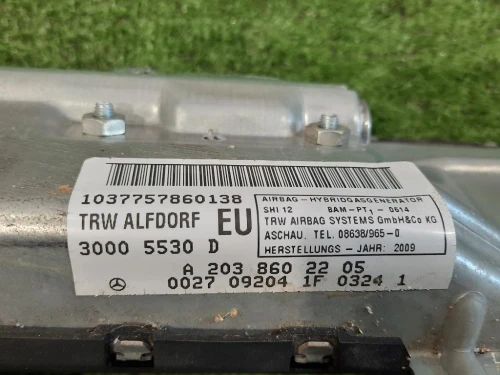 1037757860138
TRW ALFDORF EU
3000 5530 D
AIRBAG - HYBRIDGASGENERATOR
SHI 12 BAM-PT1-0514
TRW AIRBAG SYSTEMS GmbH&Co KG
ASCHAU. TEL. 08638/965-0
HERSTELLUNGS - JAHR: 2009
A 203 860 22 05
0027 09204 1F 0324 1